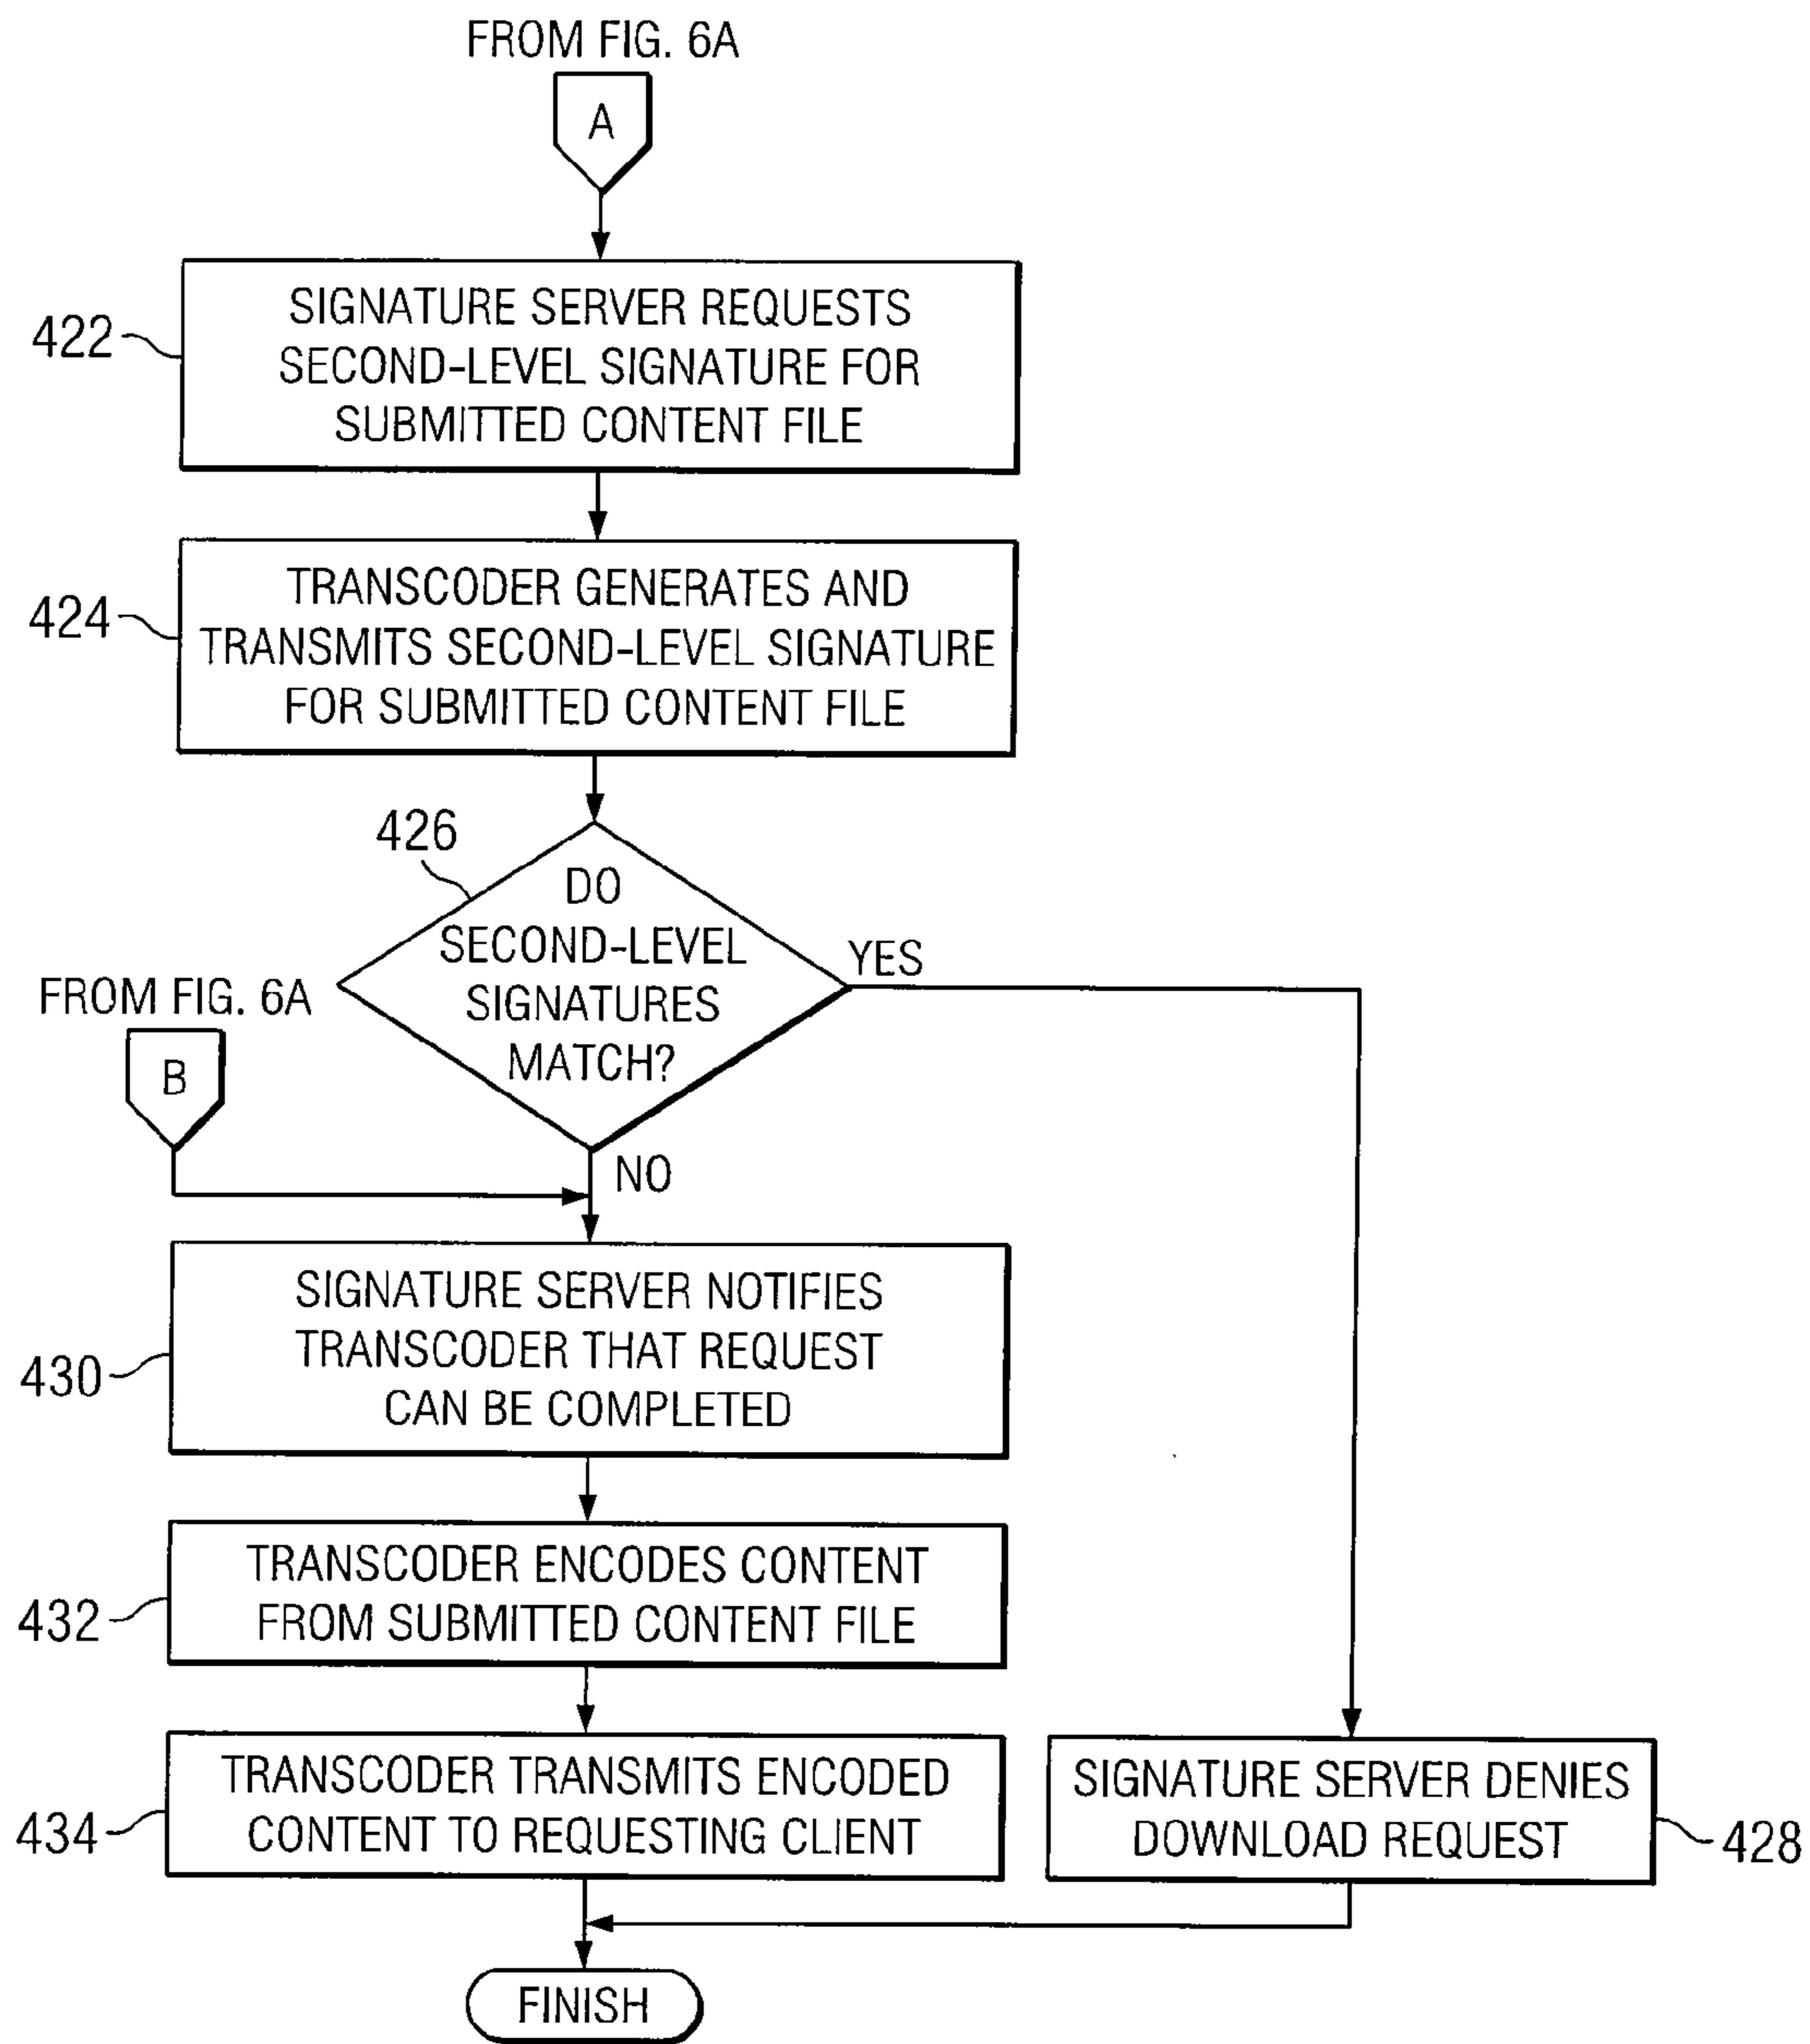 FROM FIG. 6A
A
422
SIGNATURE SERVER REQUESTS
SECOND-LEVEL SIGNATURE FOR
SUBMITTED CONTENT FILE
424
TRANSCODER GENERATES AND
TRANSMITS SECOND-LEVEL SIGNATURE
FOR SUBMITTED CONTENT FILE
426
DO
SECOND-LEVEL
SIGNATURES
MATCH?
YES
FROM FIG. 6A
B
NO
430
SIGNATURE SERVER NOTIFIES
TRANSCODER THAT REQUEST
CAN BE COMPLETED
432
TRANSCODER ENCODES CONTENT
FROM SUBMITTED CONTENT FILE
434
TRANSCODER TRANSMITS ENCODED
CONTENT TO REQUESTING CLIENT
SIGNATURE SERVER DENIES
DOWNLOAD REQUEST
428
FINISH